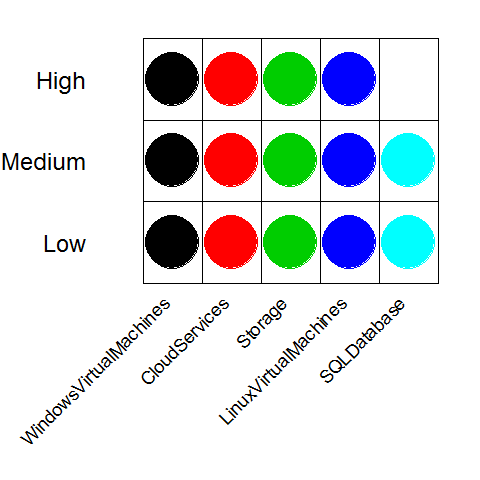 High
Medium
Low
WindowsVirtualMachines
CloudServices
Storage
LinuxVirtualMachines
SQLDatabase